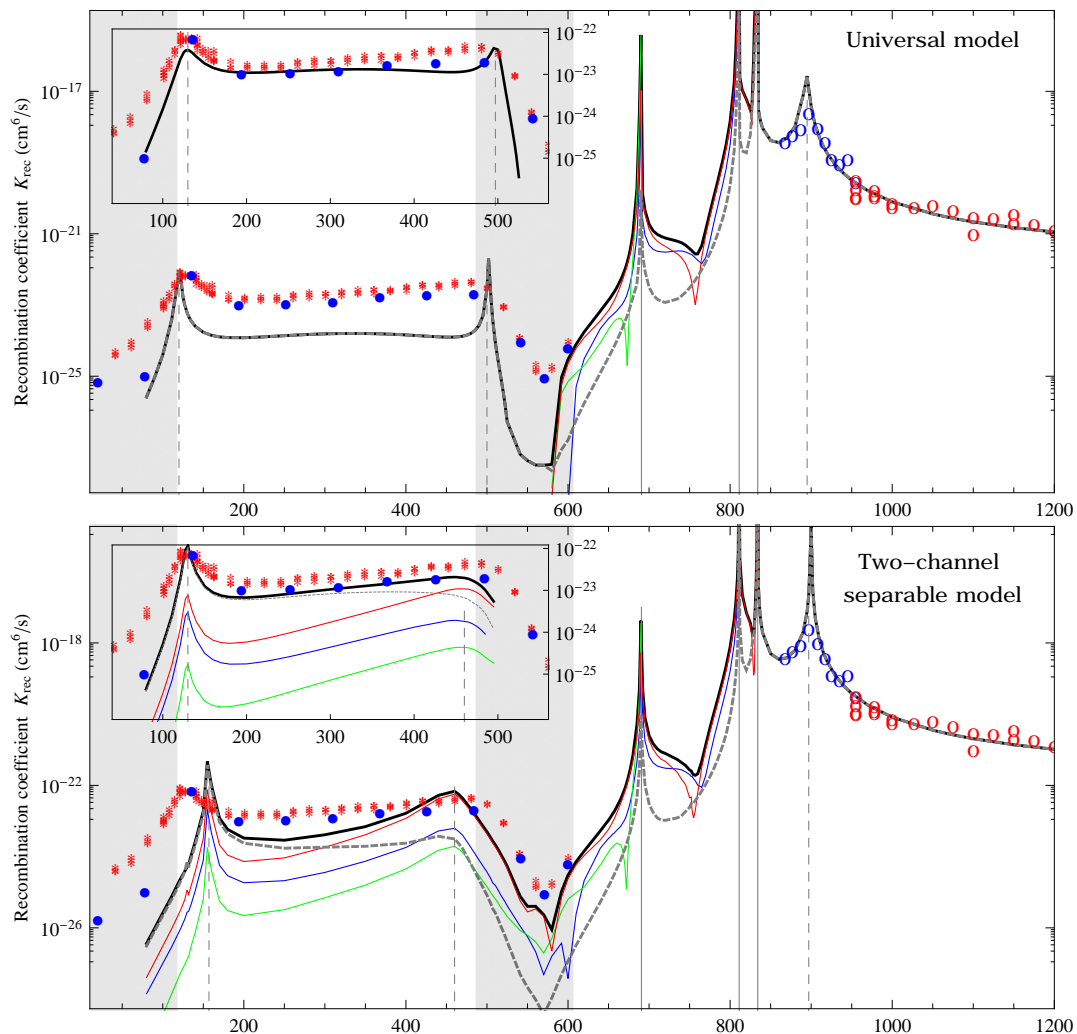 Universal model
Recombination coefficient K_rec (cm^6/s)
10^-17
10^-21
10^-25
10^-22
10^-23
10^-24
10^-25
100 200 300 400 500
200 400 600 800 1000 1200
Two-channel
separable model
Recombination coefficient K_rec (cm^6/s)
10^-18
10^-22
10^-26
10^-22
10^-23
10^-24
10^-25
100 200 300 400 500
200 400 600 800 1000 1200